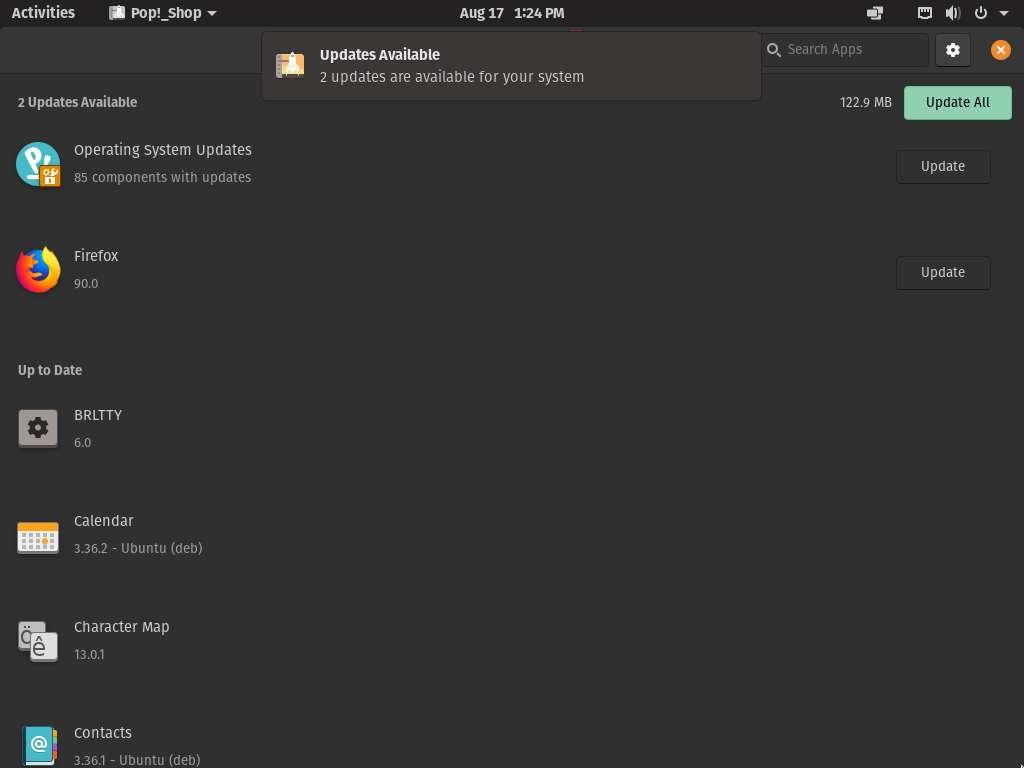 Activities Pop!_Shop Aug 17 1:24 PM
Updates Available
2 updates are available for your system
Search Apps
2 Updates Available 122.9 MB Update All
Operating System Updates
85 components with updates
Update
Firefox
90.0
Update
Up to Date
BRLTTY
6.0
Calendar
3.36.2 - Ubuntu (deb)
Character Map
13.0.1
Contacts
3.36.1 - Ubuntu (deb)